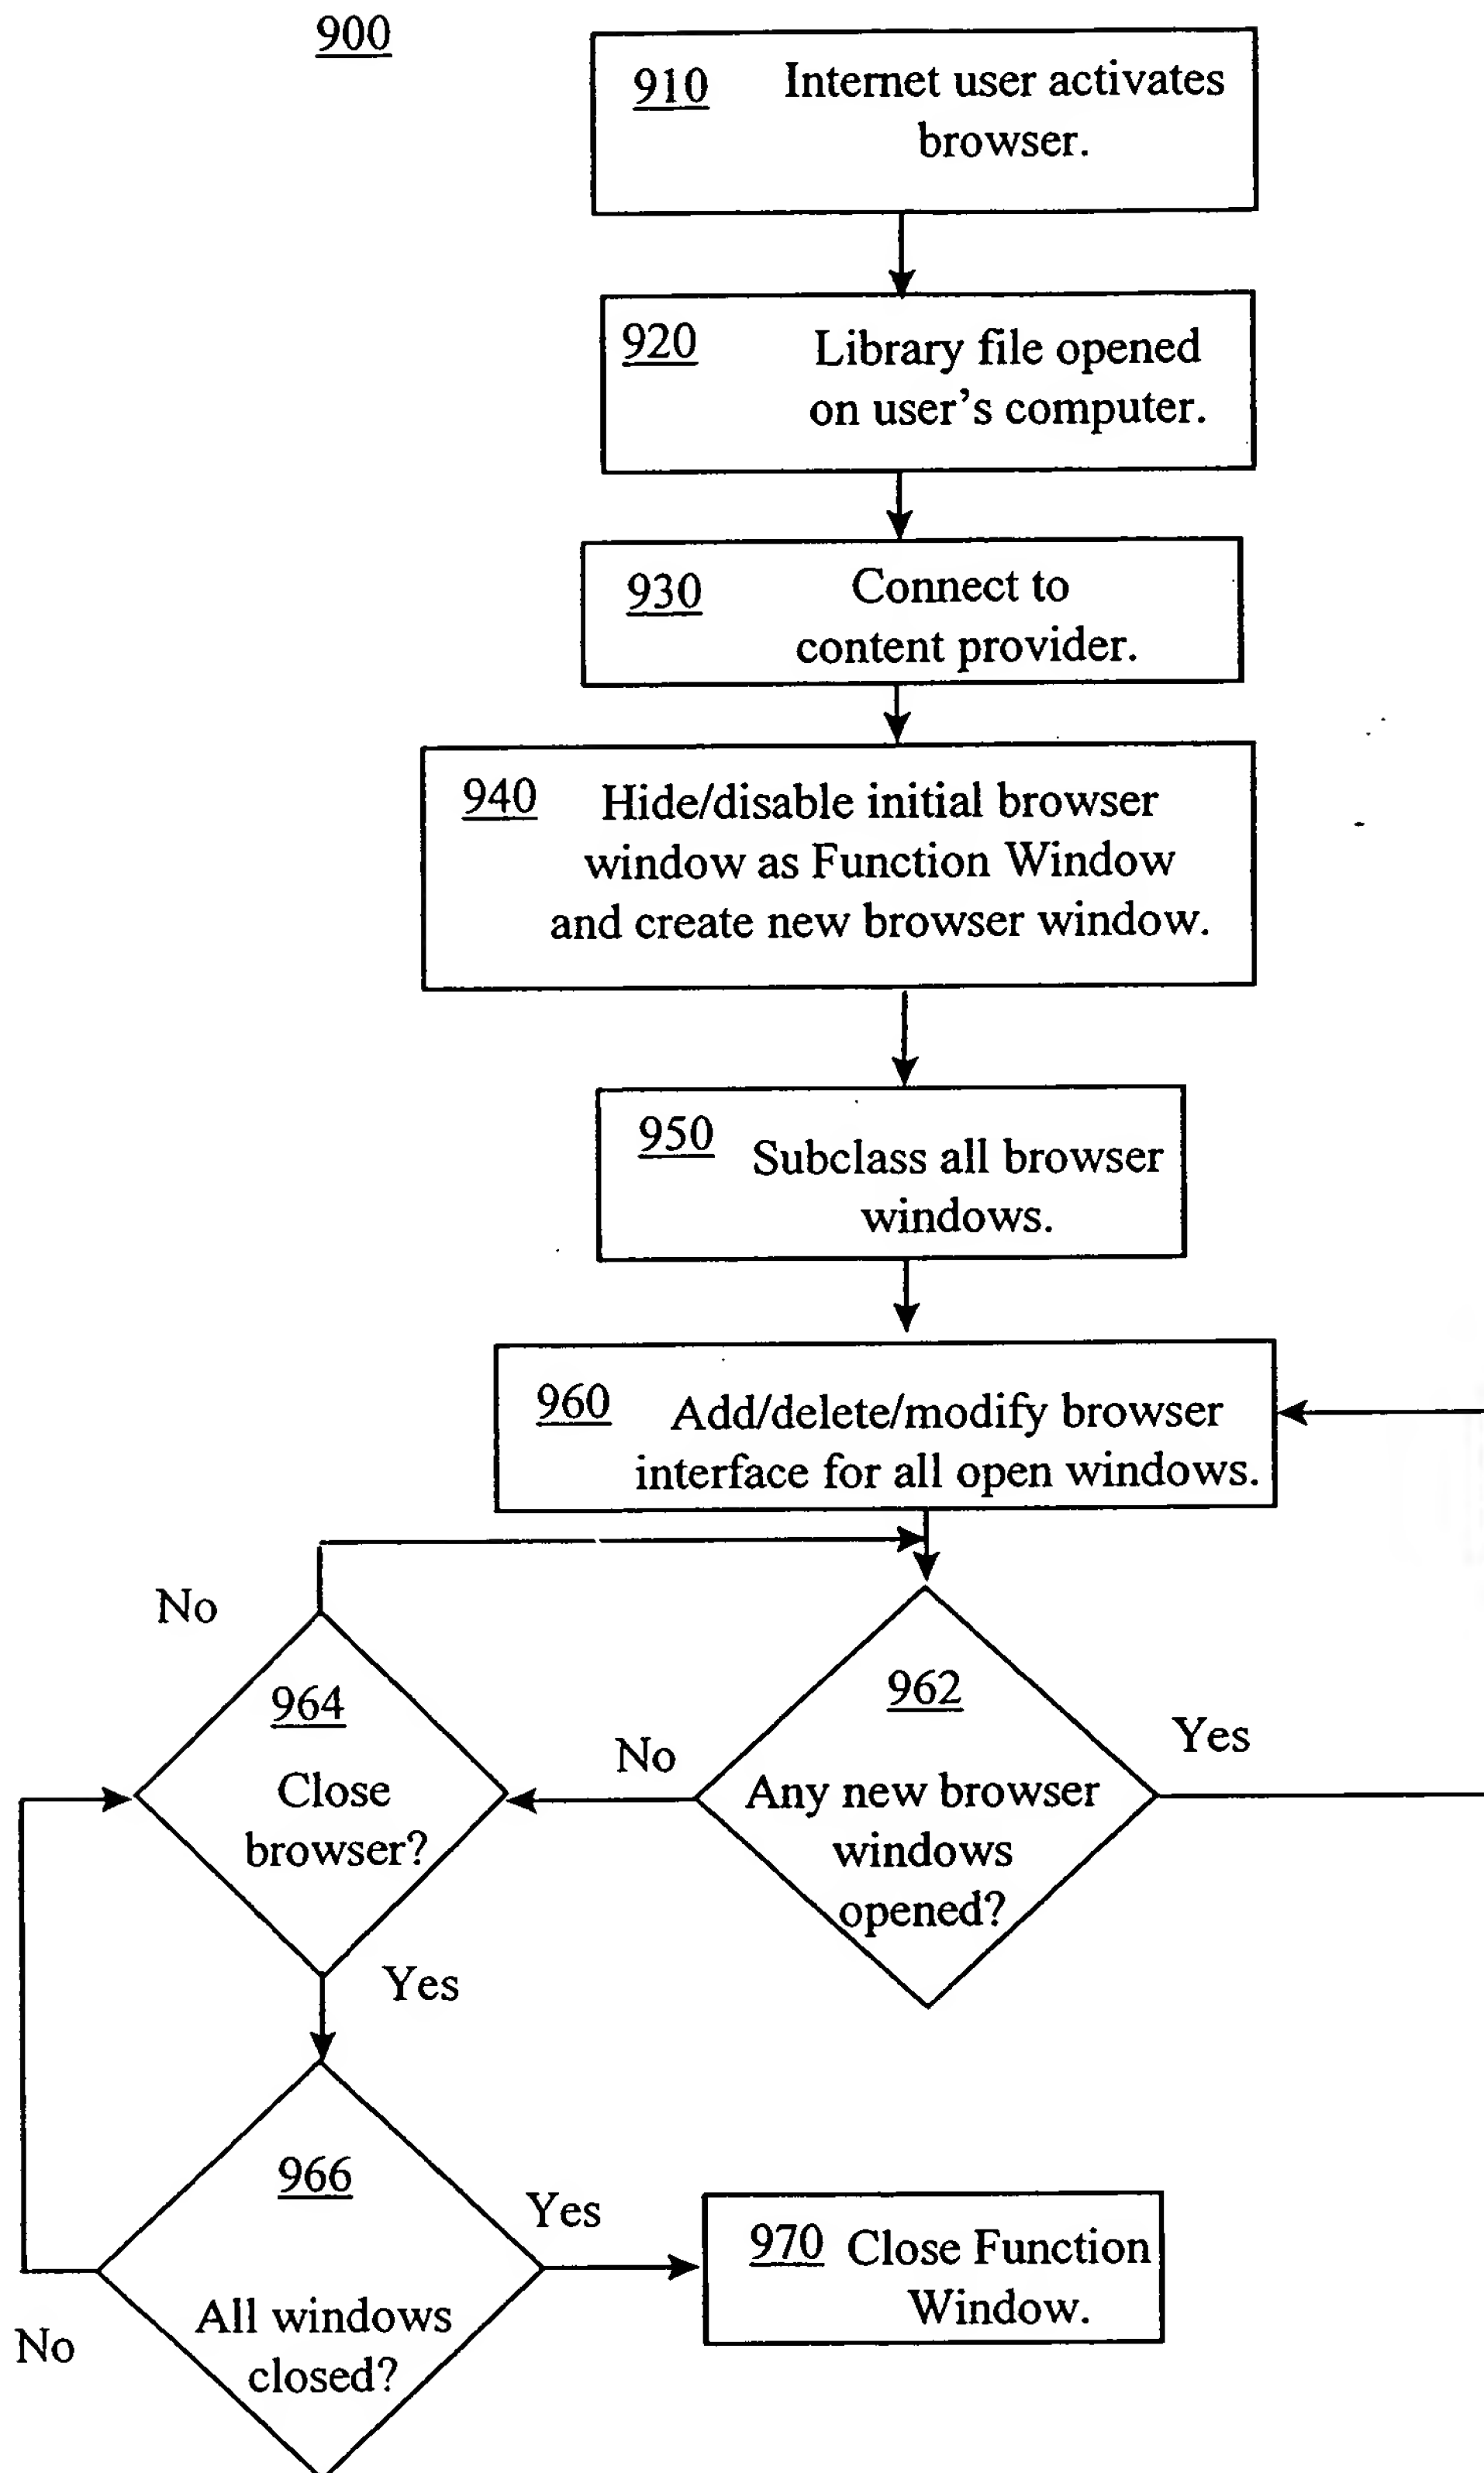 900
910 Internet user activates
browser.
920 Library file opened
on user's computer.
930 Connect to
content provider.
940 Hide/disable initial browser
window as Function Window
and create new browser window.
950 Subclass all browser
windows.
960 Add/delete/modify browser
interface for all open windows.
No
964
Close
browser?
No
962
Any new browser
windows
opened?
Yes
Yes
966
All windows
closed?
No
Yes
970 Close Function
Window.